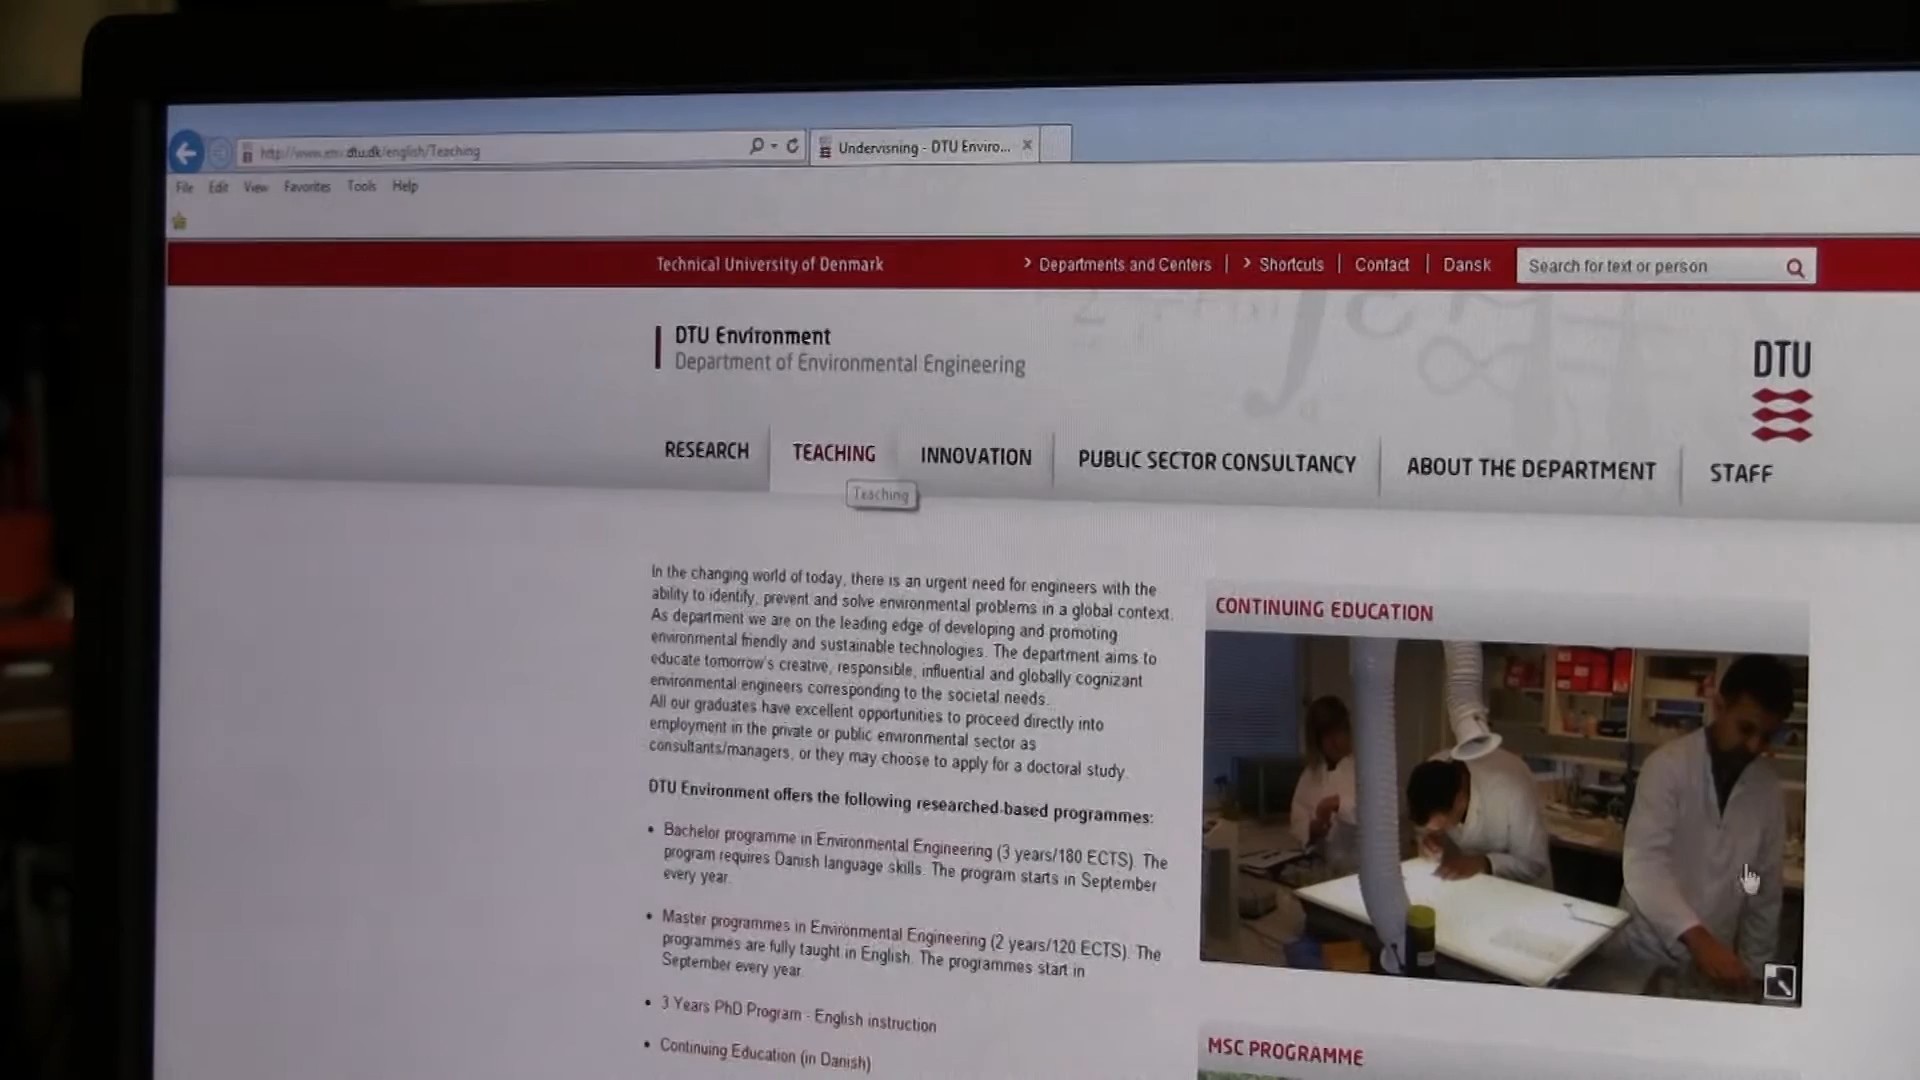 http://www.env.dtu.dk/english/Teaching
Undervisning - DTU Enviro...
File Edit View Favorites Tools Help
Technical University of Denmark
Departments and Centers
Shortcuts
Contact
Dansk
Search for text or person
DTU Environment
Department of Environmental Engineering
DTU
RESEARCH
TEACHING
INNOVATION
PUBLIC SECTOR CONSULTANCY
ABOUT THE DEPARTMENT
STAFF
Teaching
In the changing world of today, there is an urgent need for engineers with the
ability to identify, prevent and solve environmental problems in a global context.
As department we are on the leading edge of developing and promoting
environmental friendly and sustainable technologies. The department aims to
educate tomorrow's creative, responsible, influential and globally cognizant
environmental engineers corresponding to the societal needs.
All our graduates have excellent opportunities to proceed directly into
employment in the private or public environmental sector as
consultants/managers, or they may choose to apply for a doctoral study.
DTU Environment offers the following researched-based programmes:
• Bachelor programme in Environmental Engineering (3 years/180 ECTS). The
program requires Danish language skills. The program starts in September
every year.
• Master programmes in Environmental Engineering (2 years/120 ECTS). The
programmes are fully taught in English. The programmes start in
September every year.
• 3 Years PhD Program - English instruction
• Continuing Education (in Danish)
CONTINUING EDUCATION
MSC PROGRAMME